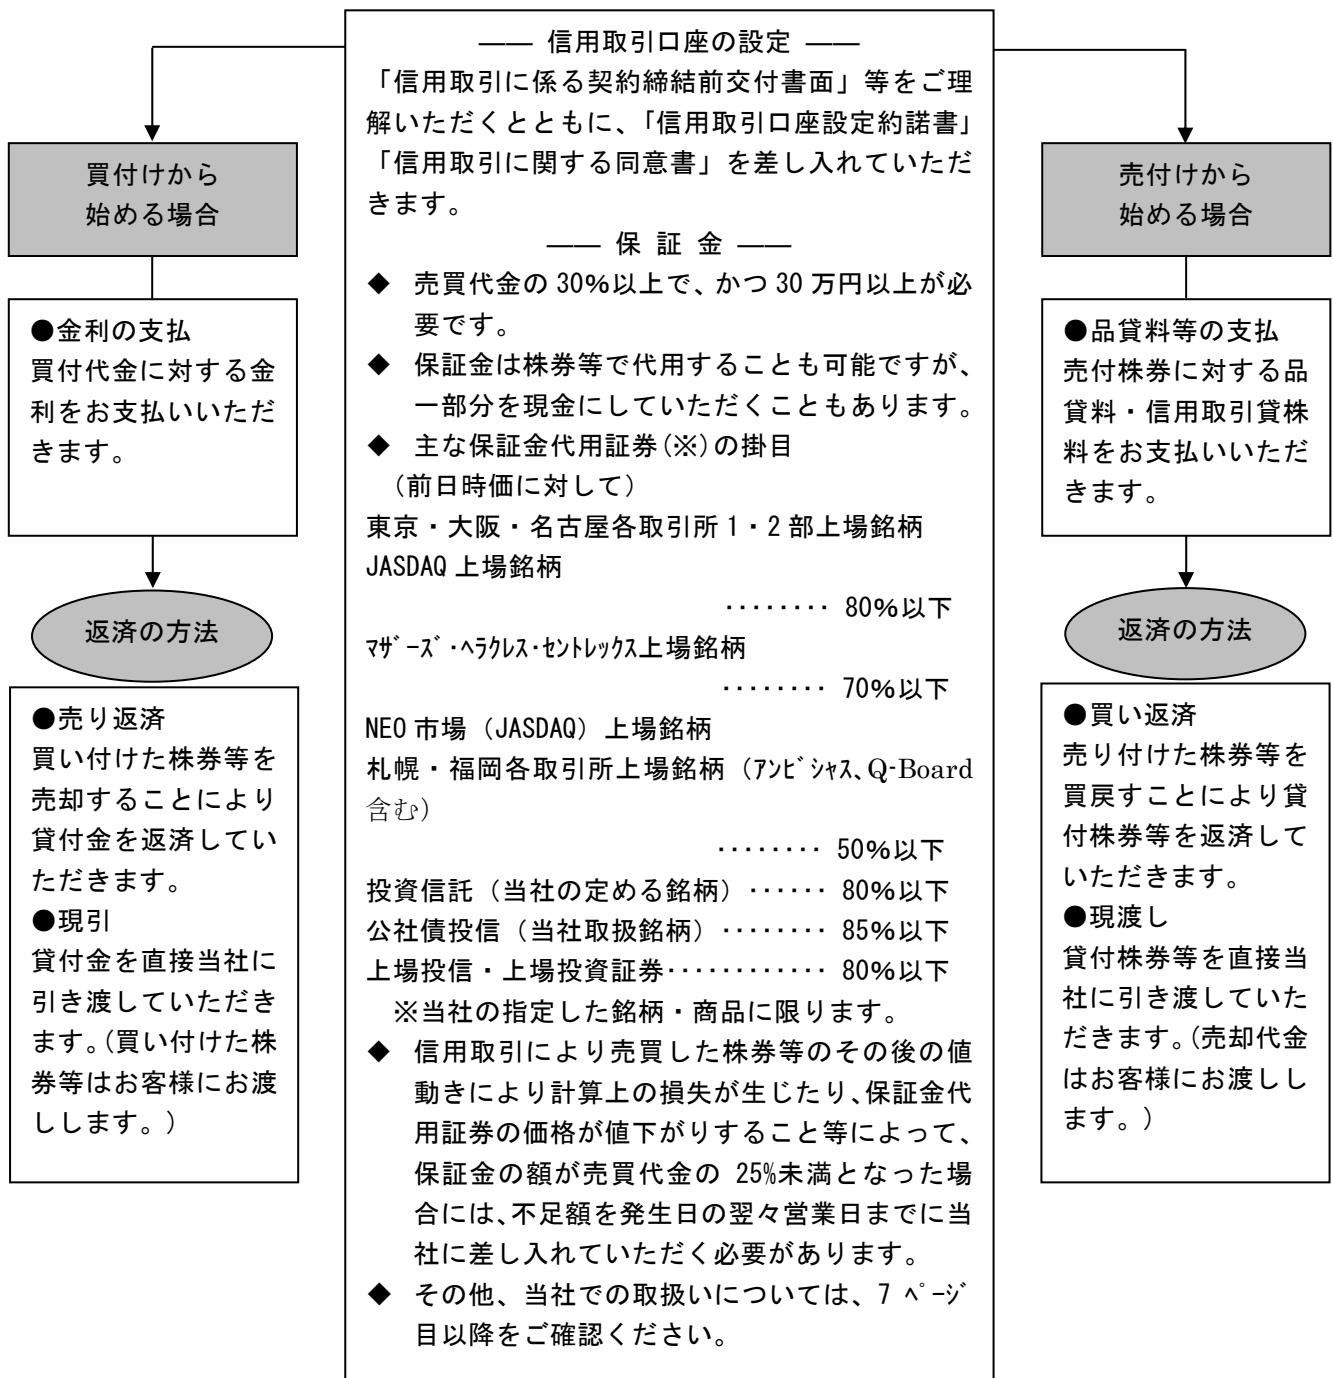 ―― 信用取引口座の設定 ――
「信用取引に係る契約締結前交付書面」等をご理
解いただくとともに、「信用取引口座設定約諾書」
「信用取引に関する同意書」を差し入れていただ
きます。
―― 保 証 金 ――
◆ 売買代金の 30％以上で、かつ 30 万円以上が必
要です。
◆ 保証金は株券等で代用することも可能ですが、
一部分を現金にしていただくこともあります。
◆ 主な保証金代用証券(※)の掛目
（前日時価に対して）
東京・大阪・名古屋各取引所 1・2 部上場銘柄
JASDAQ 上場銘柄
‥‥‥‥ 80％以下
ﾏｻﾞｰｽﾞ・ﾍﾗｸﾚｽ・ｾﾝﾄﾚｯｸｽ上場銘柄
‥‥‥‥ 70％以下
NEO 市場（JASDAQ）上場銘柄
札幌・福岡各取引所上場銘柄（ｱﾝﾋﾞｼｬｽ、Q-Board
含む）
‥‥‥‥ 50％以下
投資信託（当社の定める銘柄）‥‥‥ 80％以下
公社債投信（当社取扱銘柄）‥‥‥‥ 85％以下
上場投信・上場投資証券‥‥‥‥‥‥ 80％以下
※当社の指定した銘柄・商品に限ります。
◆ 信用取引により売買した株券等のその後の値
動きにより計算上の損失が生じたり、保証金代
用証券の価格が値下がりすること等によって、
保証金の額が売買代金の 25%未満となった場
合には、不足額を発生日の翌々営業日までに当
社に差し入れていただく必要があります。
◆ その他、当社での取扱いについては、7 ﾍﾟｰｼﾞ
目以降をご確認ください。
買付けから
始める場合
●金利の支払
買付代金に対する金
利をお支払いいただ
きます。
返済の方法
●売り返済
買い付けた株券等を
売却することにより
貸付金を返済してい
ただきます。
●現引
貸付金を直接当社に
引き渡していただき
ます。(買い付けた株
券等はお客様にお渡
しします。)
売付けから
始める場合
●品貸料等の支払
売付株券に対する品
貸料・信用取引貸株
料をお支払いいただ
きます。
返済の方法
●買い返済
売り付けた株券等を
買戻すことにより貸
付株券等を返済して
いただきます。
●現渡し
貸付株券等を直接当
社に引き渡していた
だきます。(売却代金
はお客様にお渡しし
ます。)